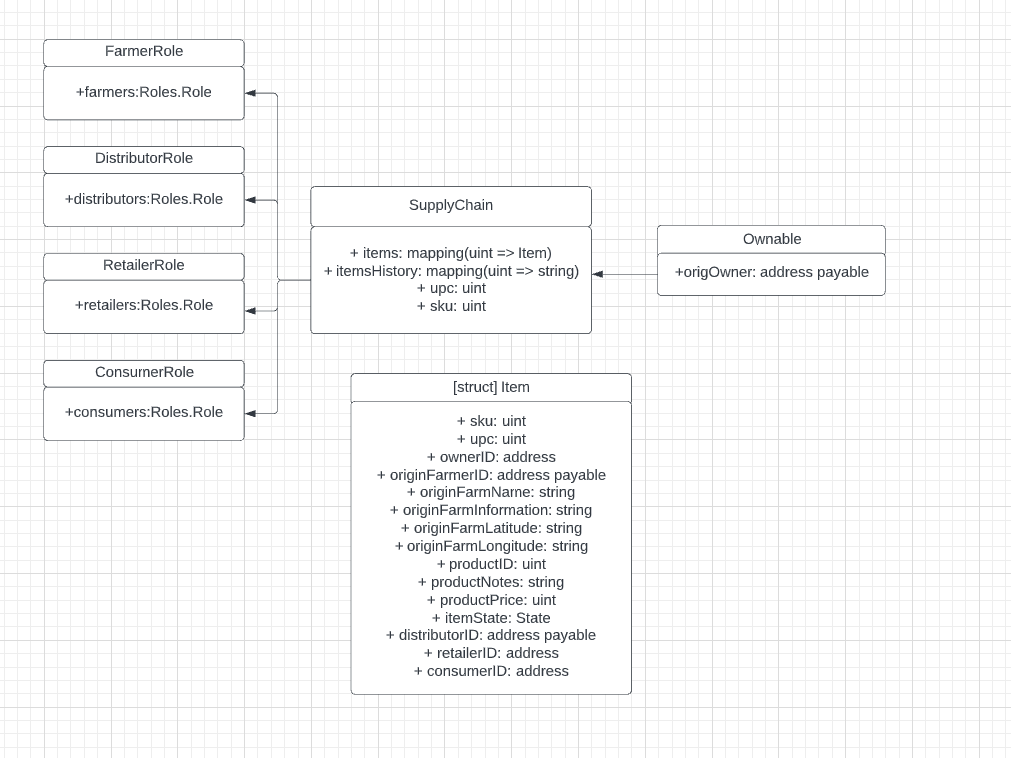 FarmerRole
+farmers:Roles.Role
DistributorRole
+distributors:Roles.Role
RetailerRole
+retailers:Roles.Role
ConsumerRole
+consumers:Roles.Role
SupplyChain
+ items: mapping(uint => Item)
+ itemsHistory: mapping(uint => string)
+ upc: uint
+ sku: uint
Ownable
+origOwner: address payable
[struct] Item
+ sku: uint
+ upc: uint
+ ownerID: address
+ originFarmerID: address payable
+ originFarmName: string
+ originFarmInformation: string
+ originFarmLatitude: string
+ originFarmLongitude: string
+ productID: uint
+ productNotes: string
+ productPrice: uint
+ itemState: State
+ distributorID: address payable
+ retailerID: address
+ consumerID: address